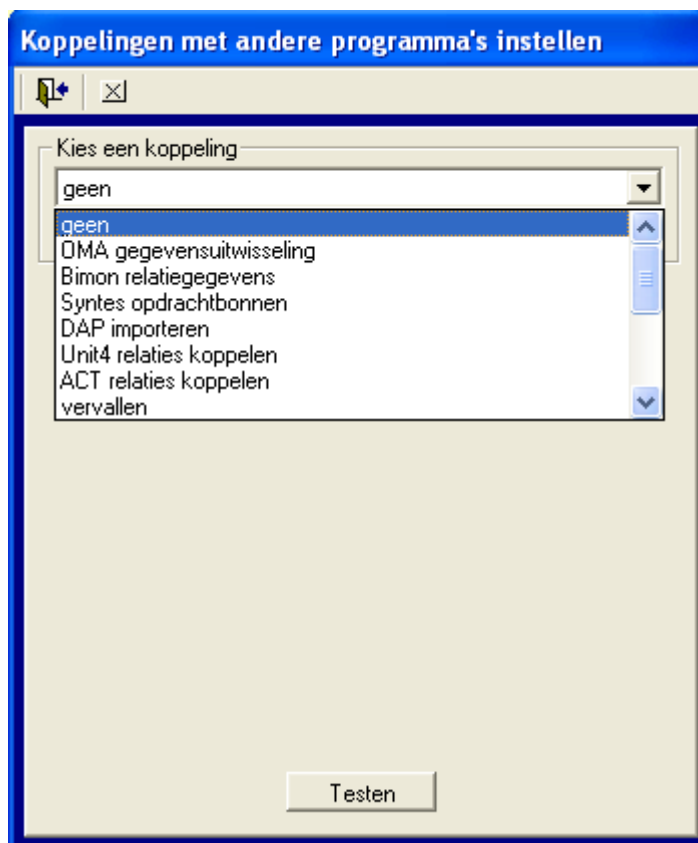 Koppelingen met andere programma's instellen
Kies een koppeling
geen
geen
OMA gegevensuitwisseling
Bimon relatiegegevens
Syntes opdrachtbonnen
DAP importeren
Unit4 relaties koppelen
ACT relaties koppelen
vervallen
Testen